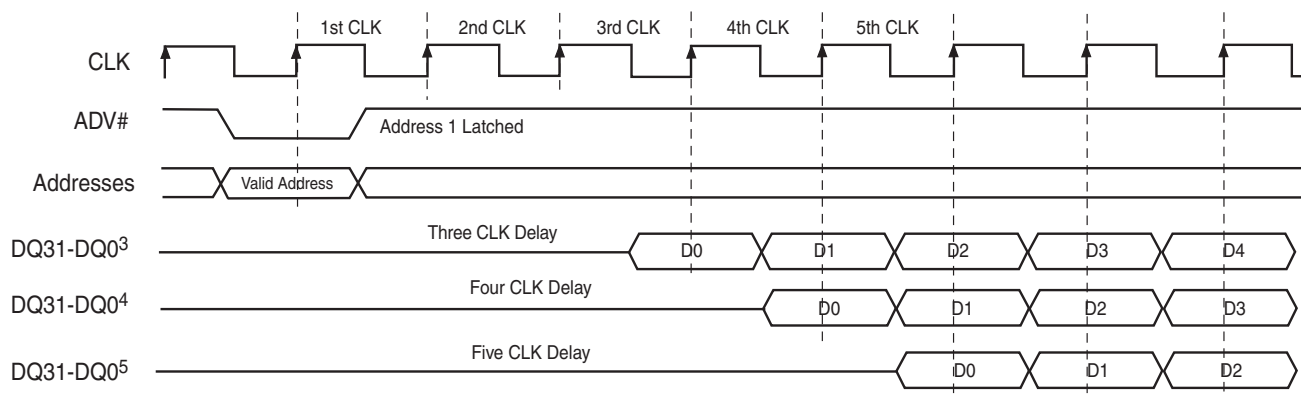 1st CLK 2nd CLK 3rd CLK 4th CLK 5th CLK
CLK
ADV# Address 1 Latched
Addresses Valid Address
DQ31-DQ0³ Three CLK Delay D0 D1 D2 D3 D4
DQ31-DQ0⁴ Four CLK Delay D0 D1 D2 D3
DQ31-DQ0⁵ Five CLK Delay D0 D1 D2